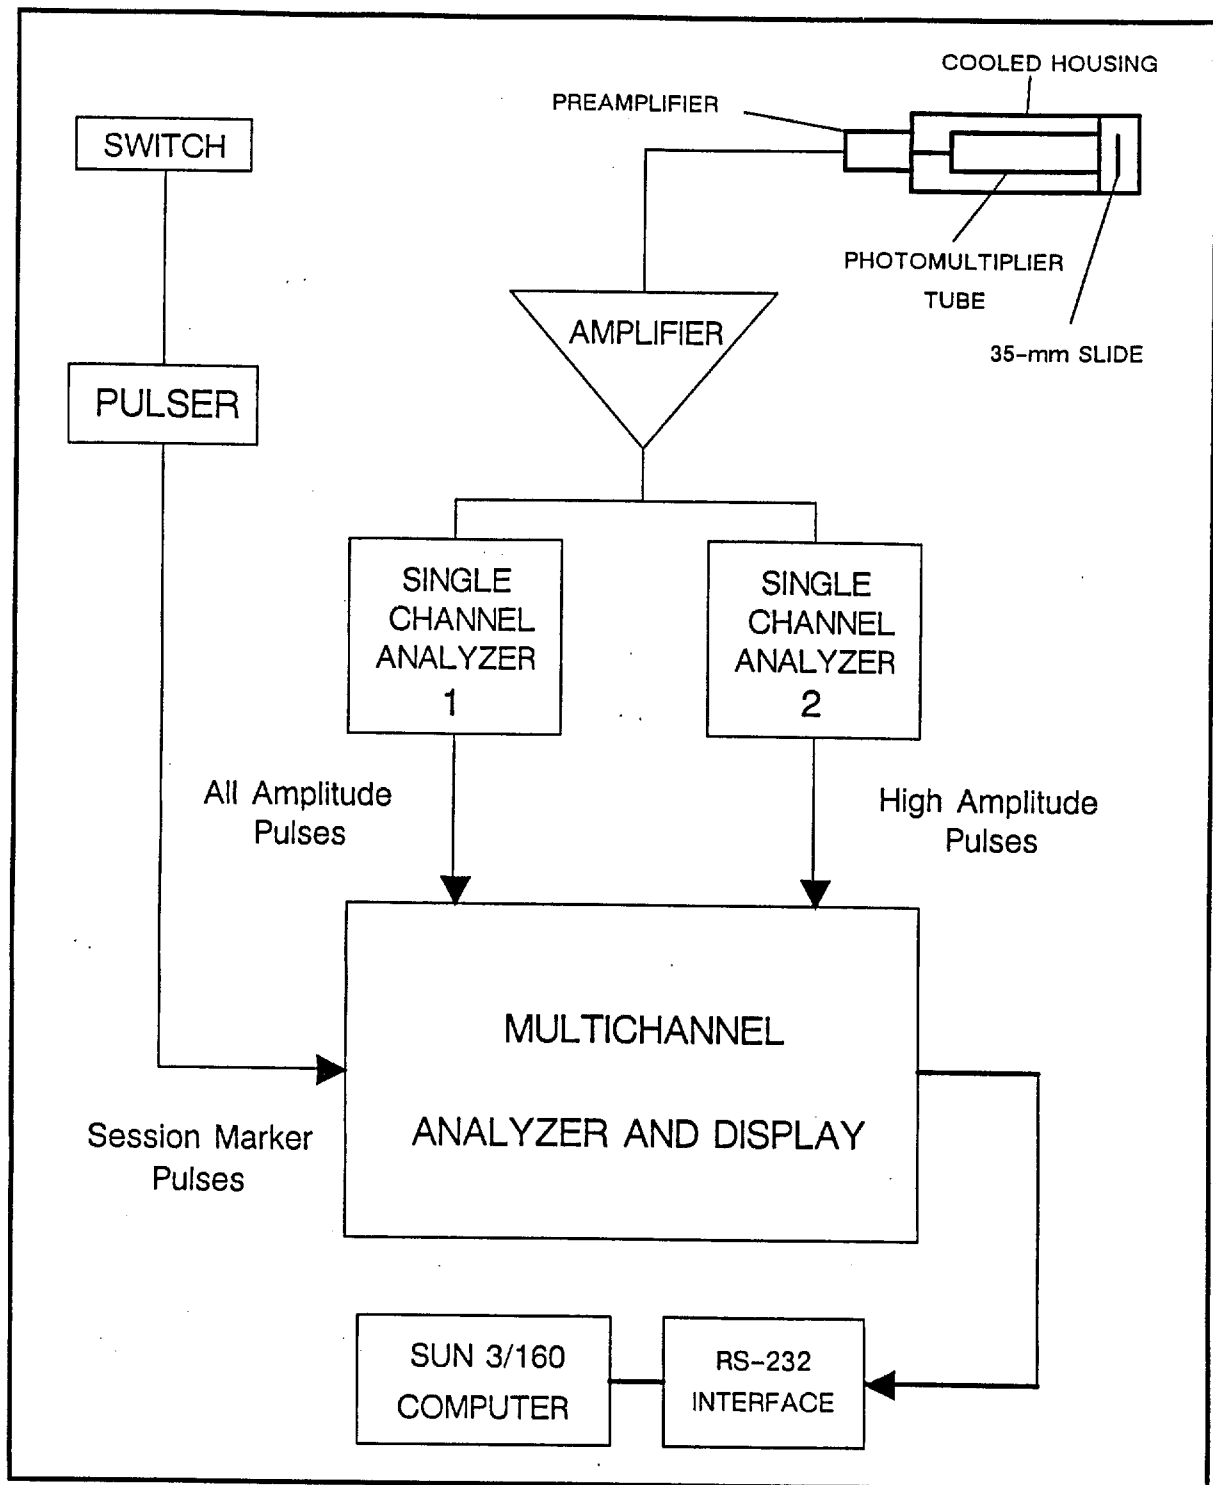 COOLED HOUSING
PREAMPLIFIER
SWITCH
PHOTOMULTIPLIER
TUBE
35-mm SLIDE
AMPLIFIER
PULSER
SINGLE
CHANNEL
ANALYZER
1
SINGLE
CHANNEL
ANALYZER
2
All Amplitude
Pulses
High Amplitude
Pulses
MULTICHANNEL
ANALYZER AND DISPLAY
Session Marker
Pulses
SUN 3/160
COMPUTER
RS-232
INTERFACE